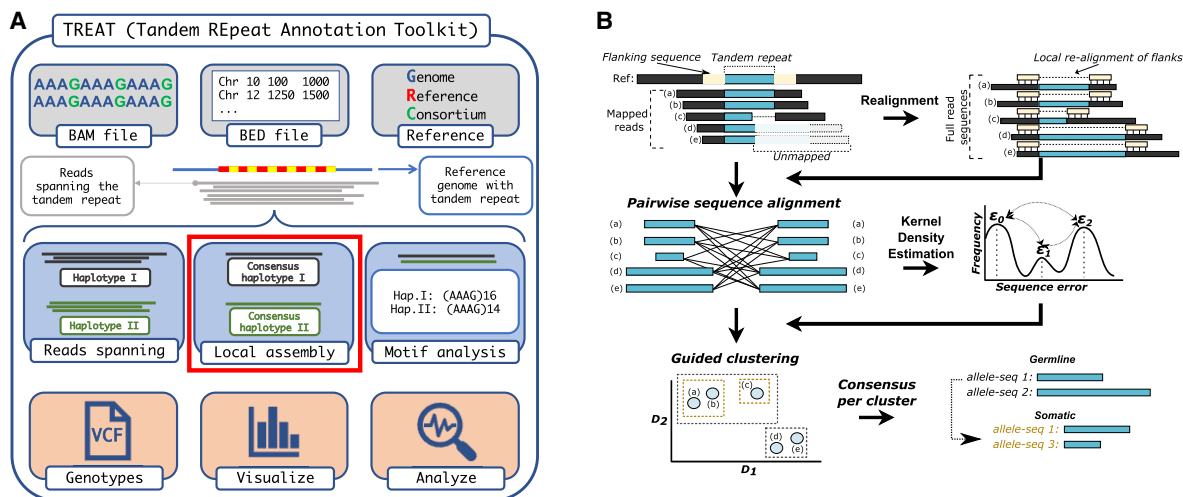 A
TREAT (Tandem REpeat Annotation Toolkit)
AAAGAAAGAAAG
AAAGAAAGAAAG
BAM file
Chr 10 100 1000
Chr 12 1250 1500
...
BED file
Genome
Reference
Consortium
Reference
Reads
spanning the
tandem repeat
Reference
genome with
tandem repeat
Haplotype I
Haplotype II
Reads spanning
Consensus
haplotype I
Consensus
haplotype II
Local assembly
Hap.I: (AAAG)16
Hap.II: (AAAG)14
Motif analysis
VCF
Genotypes
Visualize
Analyze
B
Flanking sequence
Tandem repeat
Ref:
Mapped
reads
(a)
(b)
(c)
(d)
(e)
Unmapped
Realignment
Local re-alignment of flanks
Full read
sequences
(a)
(b)
(c)
(d)
(e)
Pairwise sequence alignment
(a)
(b)
(c)
(d)
(e)
(a)
(b)
(c)
(d)
(e)
Kernel
Density
Estimation
Frequency
ε0
ε1
ε2
Sequence error
Guided clustering
D2
(a)
(b)
(c)
(d)
(e)
D1
Consensus
per cluster
Germline
allele-seq 1:
allele-seq 2:
Somatic
allele-seq 1:
allele-seq 3: